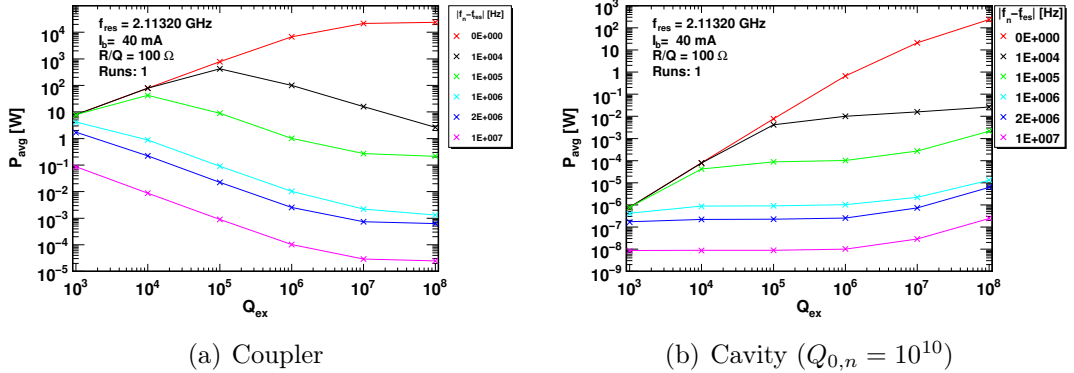 f_res = 2.11320 GHz
I_b= 40 mA
R/Q = 100 Ω
Runs: 1
P_avg [W]
10^4
10^3
10^2
10
1
10^-1
10^-2
10^-3
10^-4
10^-5
10^3 10^4 10^5 10^6 10^7 10^8
Q_ex
|f_n-f_res| [Hz]
0E+000
1E+004
1E+005
1E+006
2E+006
1E+007
(a) Coupler
f_res = 2.11320 GHz
I_b= 40 mA
R/Q = 100 Ω
Runs: 1
P_avg [W]
10^2
10
1
10^-1
10^-2
10^-3
10^-4
10^-5
10^-6
10^-7
10^-8
10^-9
10^3 10^4 10^5 10^6 10^7 10^8
Q_ex
|f_n-f_res| [Hz]
0E+000
1E+004
1E+005
1E+006
2E+006
1E+007
(b) Cavity (Q_{0,n} = 10^{10})